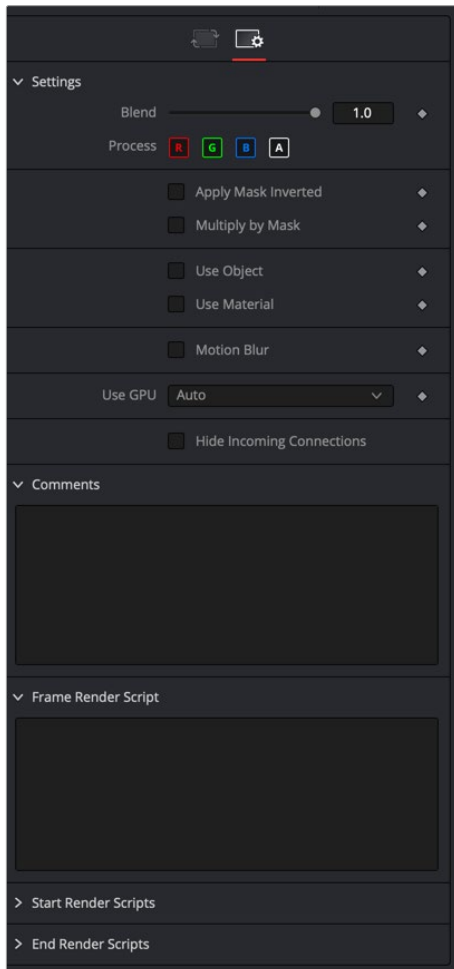 Settings
Blend 1.0
Process R G B A
Apply Mask Inverted
Multiply by Mask
Use Object
Use Material
Motion Blur
Use GPU Auto
Hide Incoming Connections
Comments
Frame Render Script
Start Render Scripts
End Render Scripts